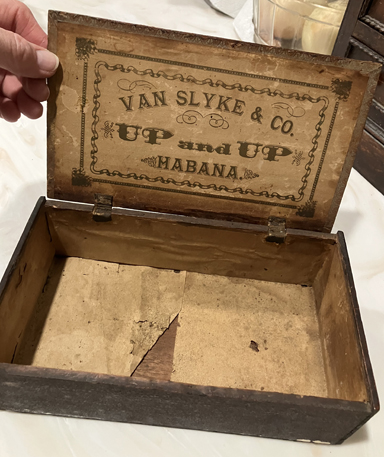 VAN SLYKE & CO.
UP and UP
HABANA.